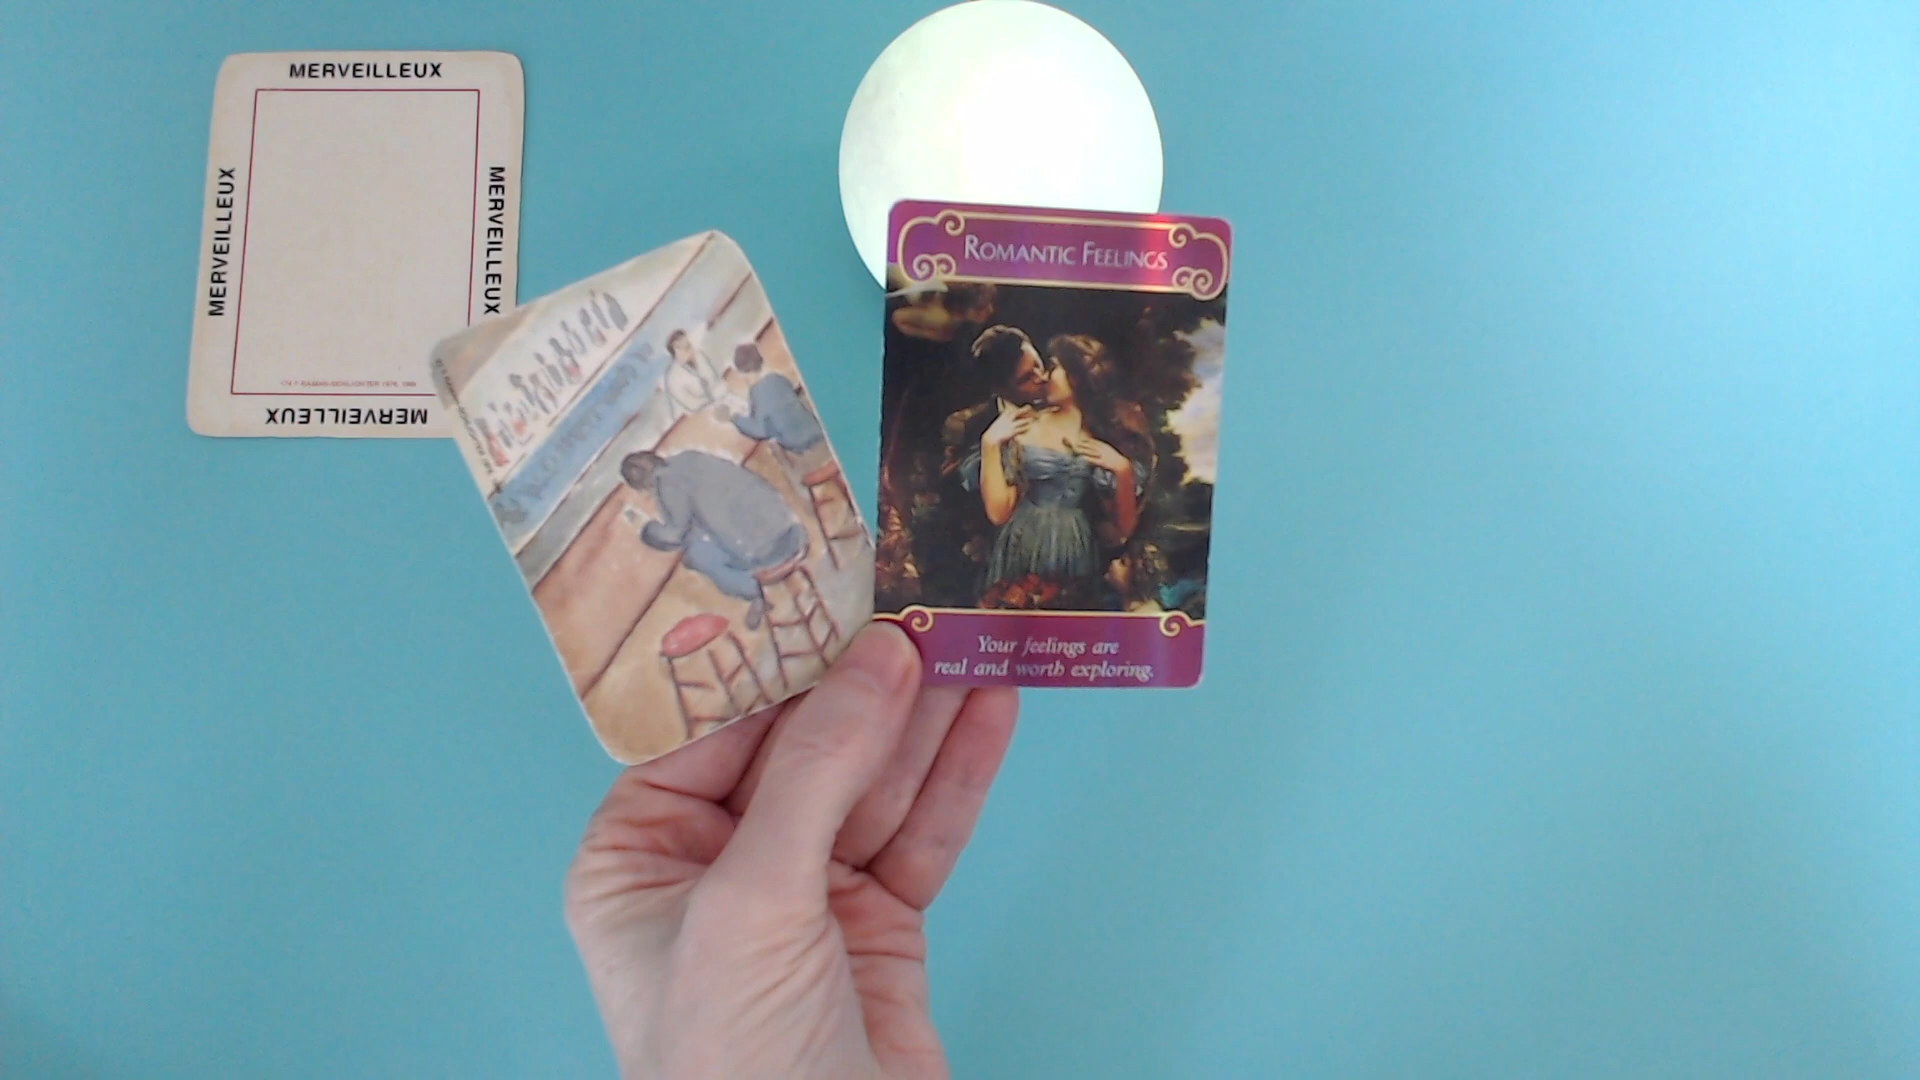 MERVEILLEUX
MERVEILLEUX
MERVEILLEUX
MERVEILLEUX
ROMANTIC FEELINGS
Your feelings are
real and worth exploring.